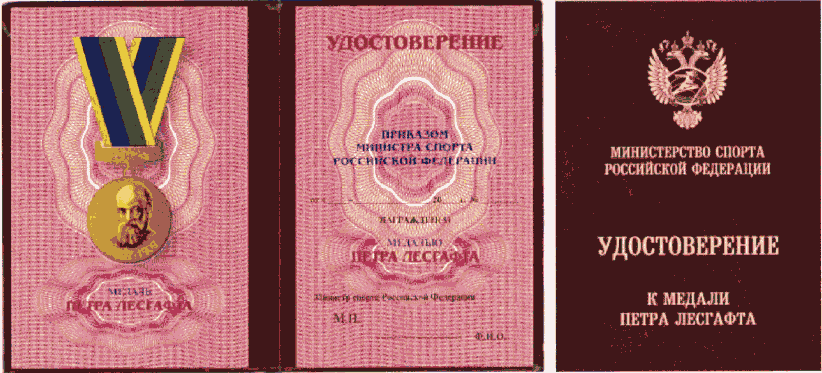 МЕДАЛЬ
ПЕТРА ЛЕСГАФТА
УДОСТОВЕРЕНИЕ
ПРИКАЗОМ
МИНИСТРА СПОРТА
РОССИЙСКОЙ ФЕДЕРАЦИИ
от « 20 г. №
НАГРАЖДЕН(А)
МЕДАЛЬЮ
ПЕТРА ЛЕСГАФТА
Министр спорта Российской Федерации
М.П.
Ф.И.О.
МИНИСТЕРСТВО СПОРТА
РОССИЙСКОЙ ФЕДЕРАЦИИ
УДОСТОВЕРЕНИЕ
К МЕДАЛИ
ПЕТРА ЛЕСГАФТА